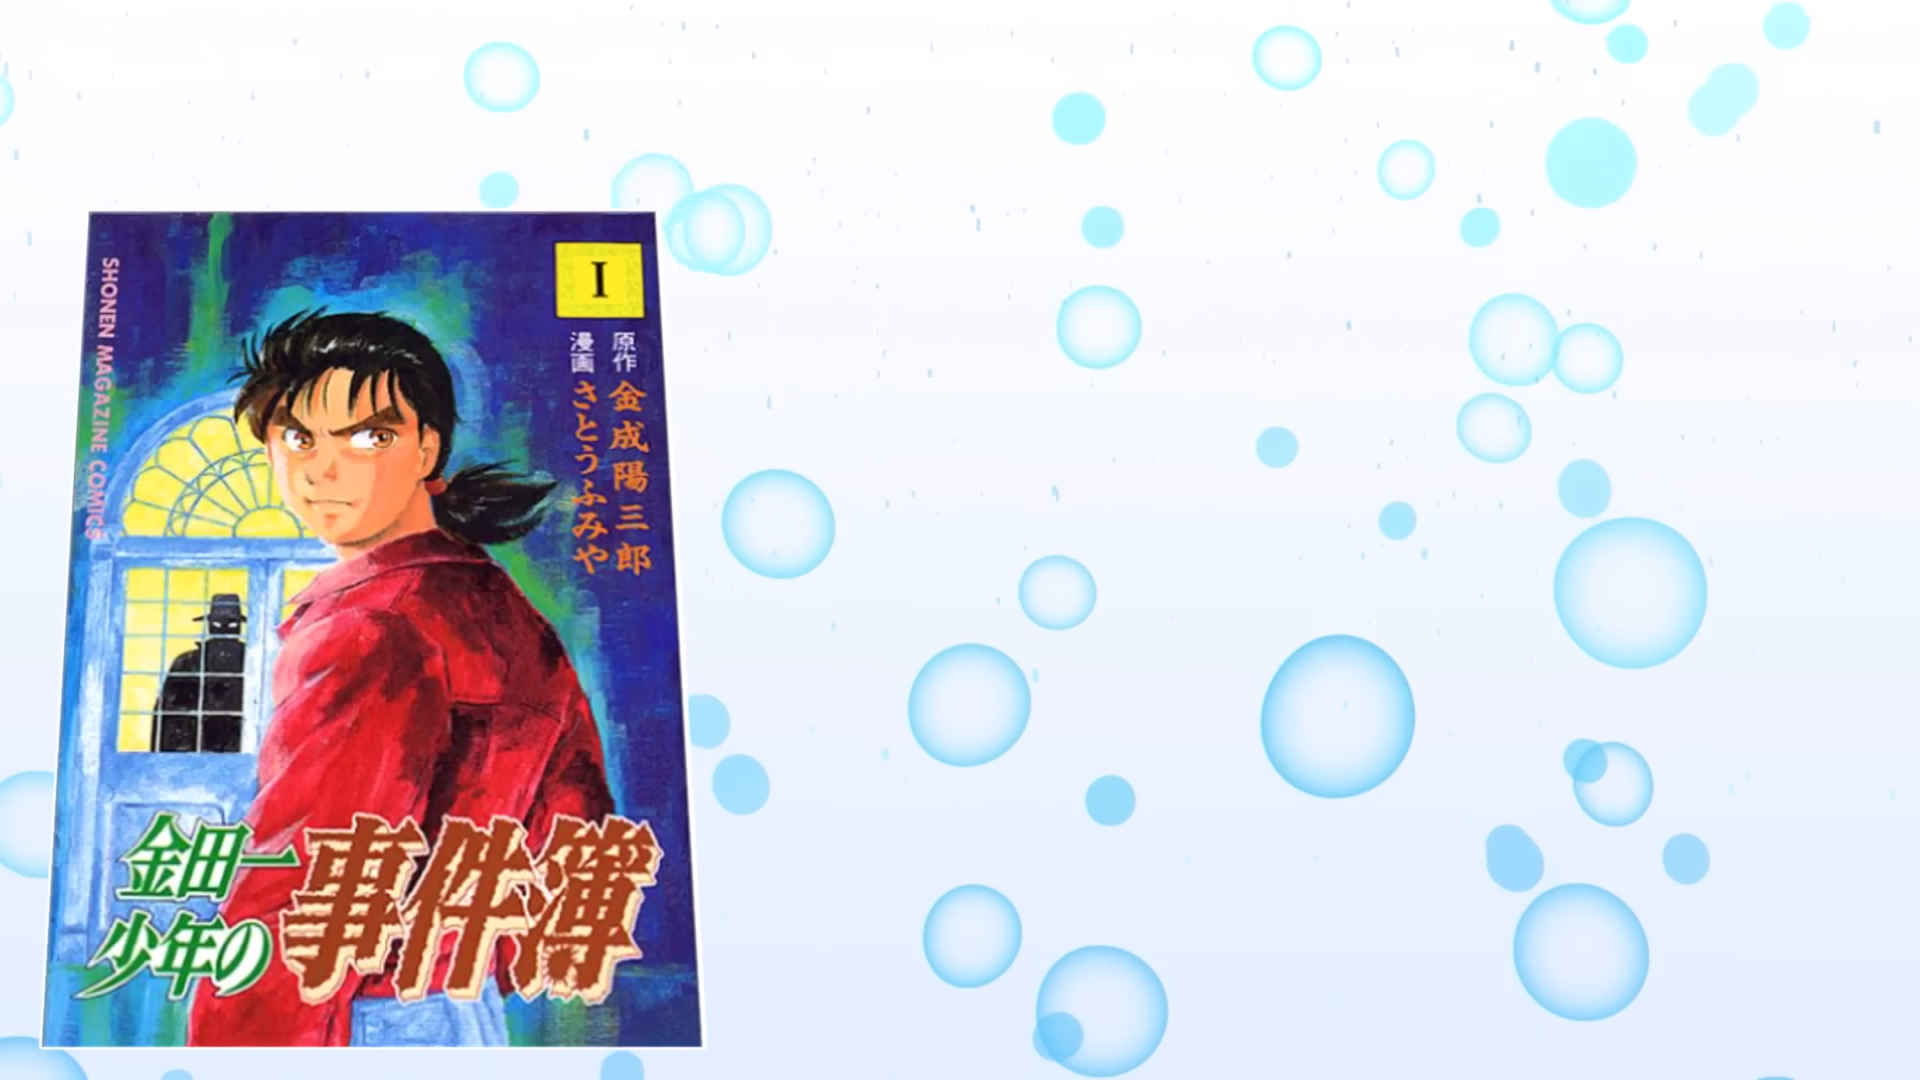 SHONEN MAGAZINE COMICS
I
原作 金成陽三郎
漫画 さとうふみや
金田一
少年の
事件簿